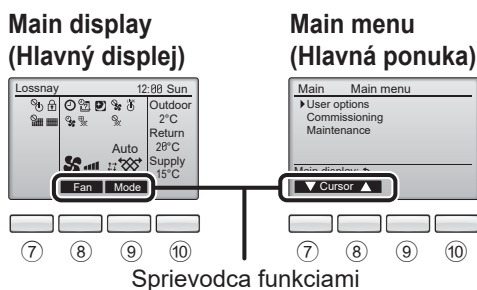 Main display
(Hlavný displej)
Lossnay 12:00 Sun
Outdoor
2°C
Return
20°C
Auto
Supply
15°C
Fan Mode
⑦ ⑧ ⑨ ⑩
Main menu
(Hlavná ponuka)
Main Main menu
▶User options
Commissioning
Maintenance
Main display:
▼ Cursor ▲
⑦ ⑧ ⑨ ⑩
Sprievodca funkciami